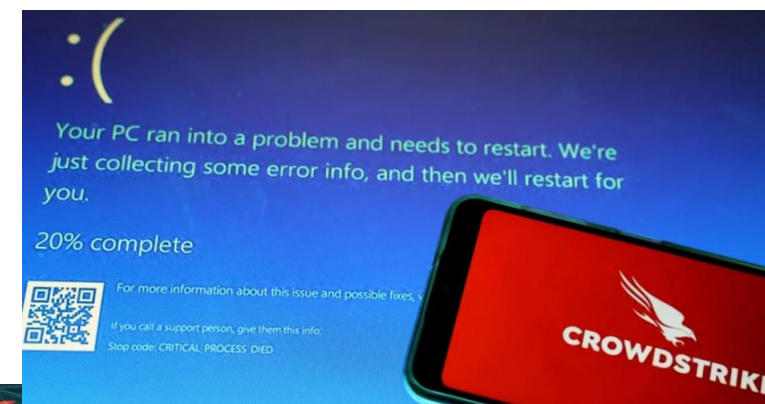 :(
Your PC ran into a problem and needs to restart. We're
just collecting some error info, and then we'll restart for
you.
20% complete
For more information about this issue and possible fixes,
If you call a support person, give them this info:
Stop code: CRITICAL_PROCESS_DIED
CROWDSTRIKE